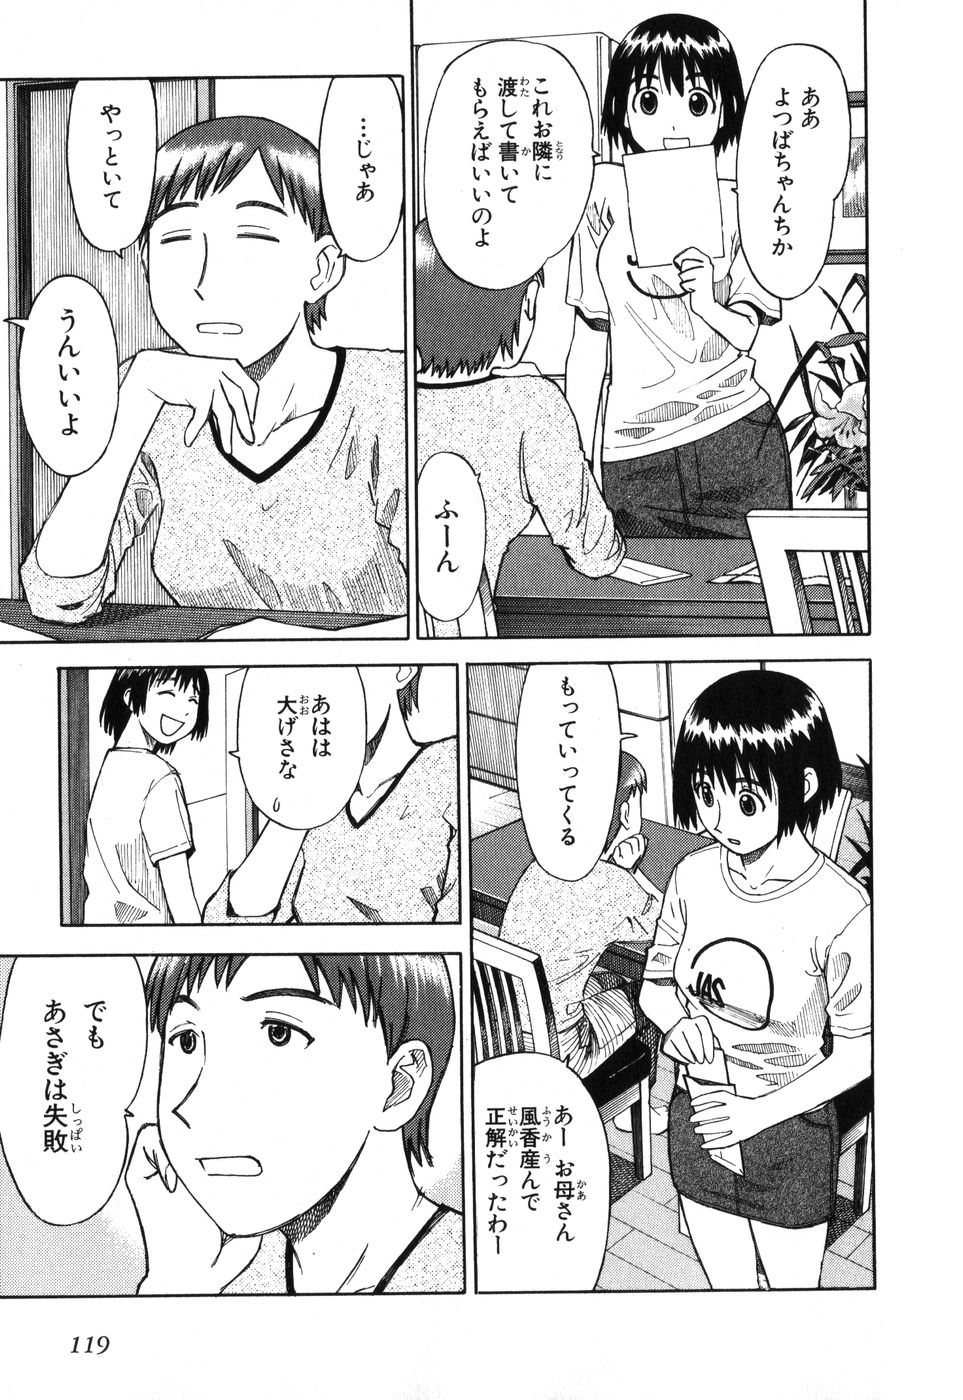 ああ
よつばちゃんちか
これお隣に
渡して書いて
もらえばいいのよ
ふーん
…じゃあ
やっといて
うんいいよ
もっていってくる
あー お母さん
風香産んで
正解だったわー
あはは
大げさな
でも
あさぎは失敗
119